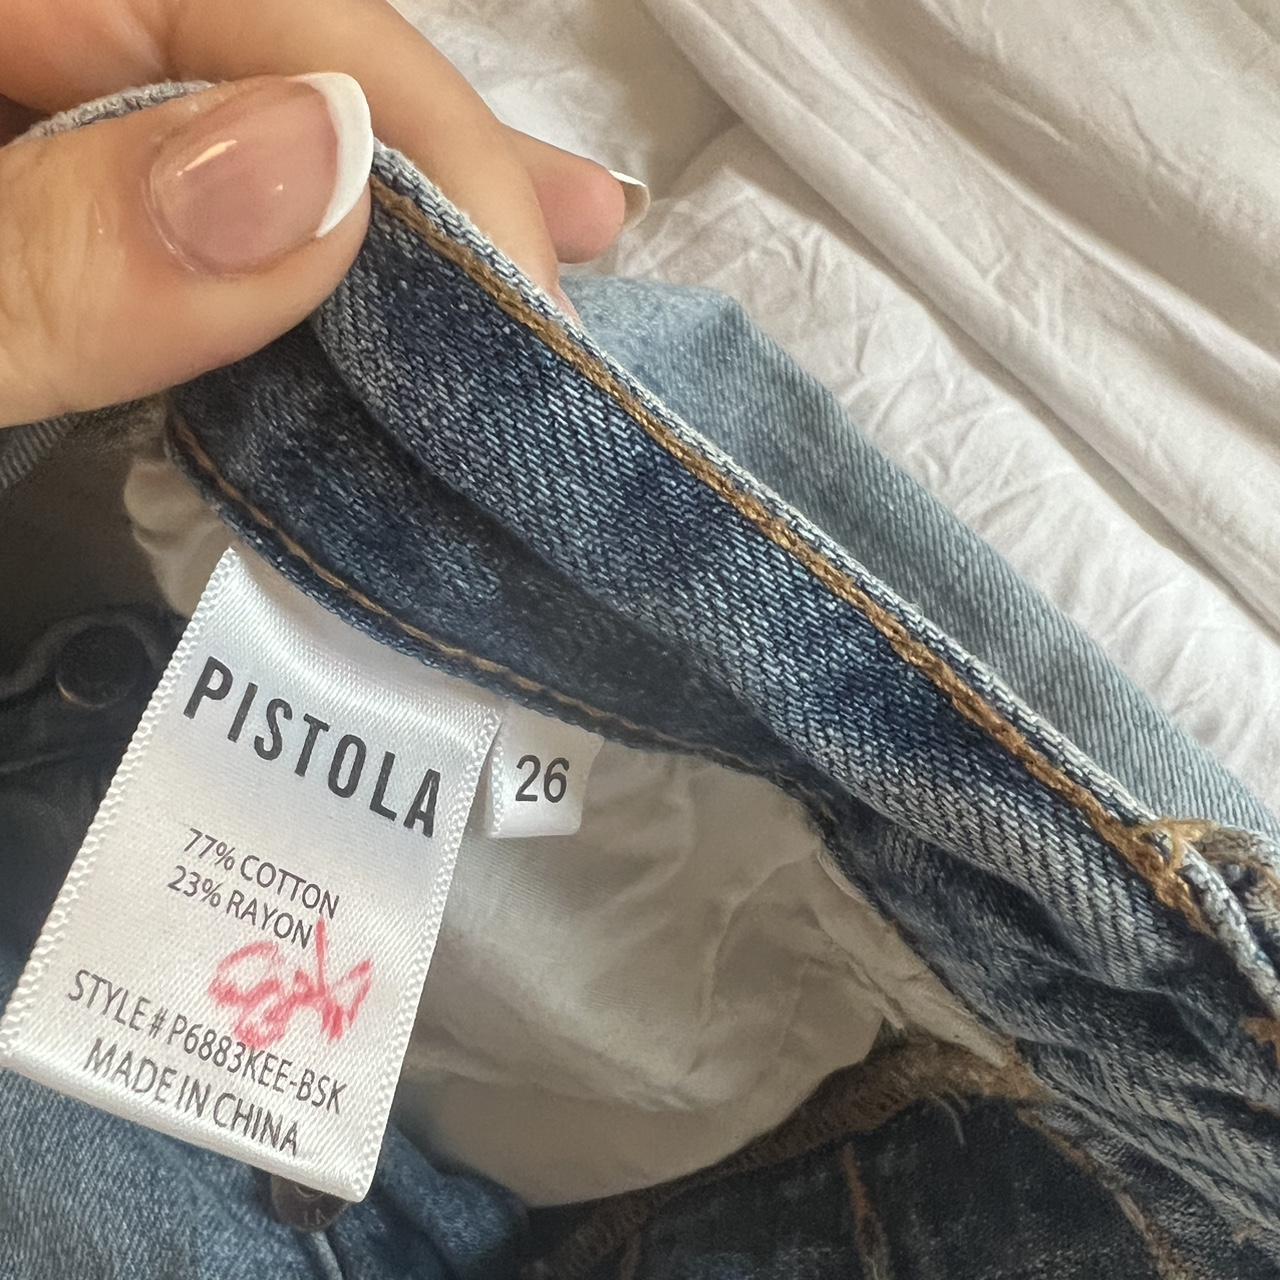 PISTOLA
26
77% COTTON
23% RAYON
STYLE # P6883KEE-BSK
MADE IN CHINA